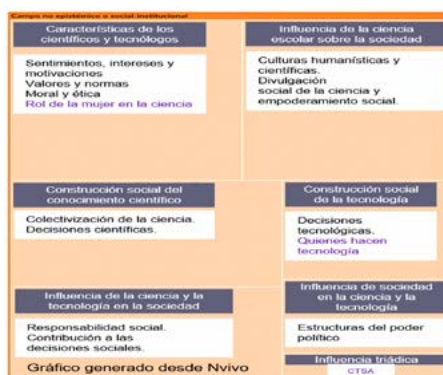 Campo no epistémico o social-institucional
Características de los
científicos y tecnólogos
Sentimientos, intereses y
motivaciones
Valores y normas
Moral y ética
Rol de la mujer en la ciencia
Influencia de la ciencia
escolar sobre la sociedad
Culturas humanísticas y
científicas.
Divulgación
social de la ciencia y
empoderamiento social.
Construcción social del
conocimiento científico
Colectivización de la ciencia.
Decisiones científicas.
Construcción social
de la tecnología
Decisiones
tecnológicas.
Quienes hacen
tecnología
Influencia de la ciencia y la
tecnología en la sociedad
Responsabilidad social.
Contribución a las
decisiones sociales.
Influencia de sociedad
en la ciencia y la
tecnología
Estructuras del poder
político
Influencia triádica
CTSA
Gráfico generado desde Nvivo